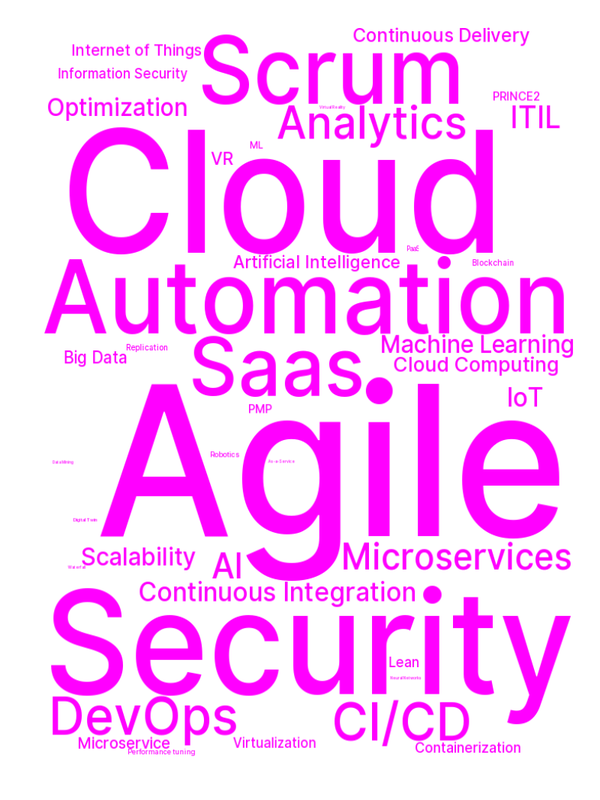 Continuous Delivery
Internet of Things
Scrum
Information Security
PRINCE2
Optimization
Analytics
ITIL
ML
VR
Cloud
PaaS
Artificial Intelligence
Blockchain
Automation
Machine Learning
Replication
Big Data
Saas
Cloud Computing
IoT
PMP
Agile
Robotics
Digital Twin
Scalability
AI
Microservices
Continuous Integration
Security
Lean
DevOps
CI/CD
Microservice
Virtualization
Containerization
Performance tuning